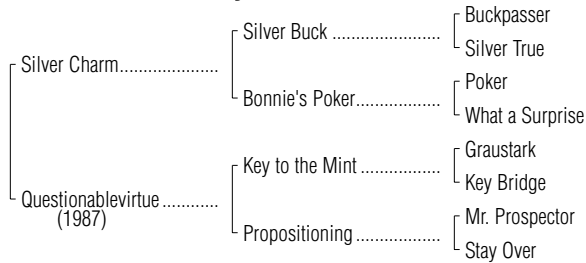 Buckpasser
Silver Buck ..................
Silver True
Silver Charm.....................
Poker
Bonnie's Poker.................
What a Surprise
Graustark
Key to the Mint .................
Key Bridge
Questionablevirtue ............
(1987)
Mr. Prospector
Propositioning .................
Stay Over